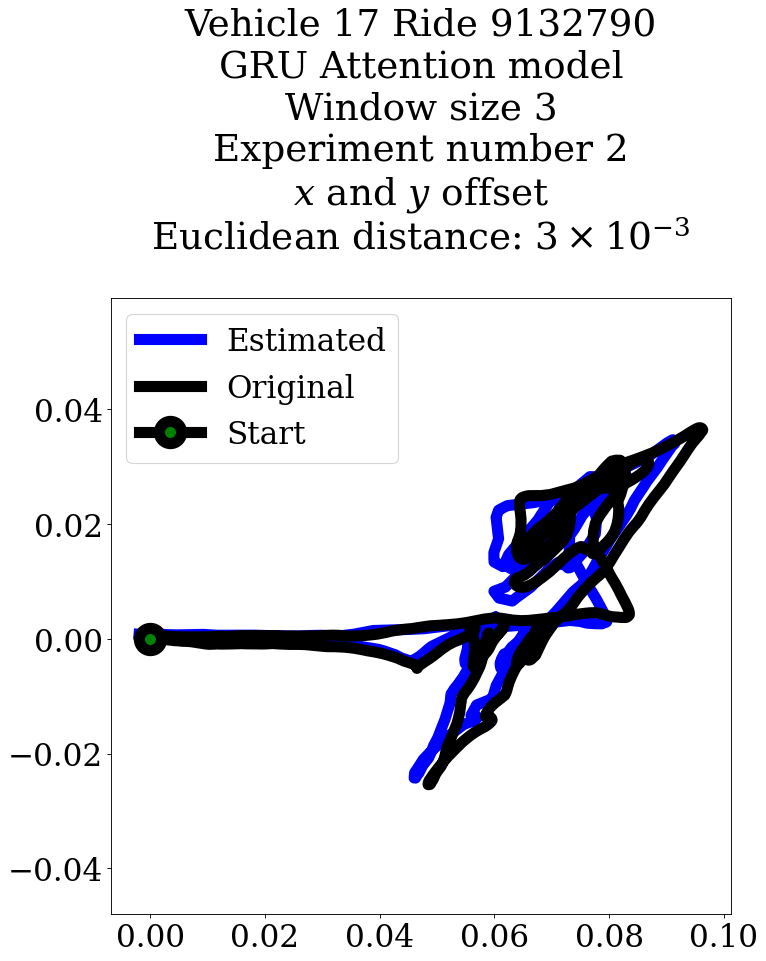 Vehicle 17 Ride 9132790
GRU Attention model
Window size 3
Experiment number 2
x and y offset
Euclidean distance: 3 × 10⁻³
Estimated
Original
Start
0.04
0.02
0.00
−0.02
−0.04
0.00 0.02 0.04 0.06 0.08 0.10